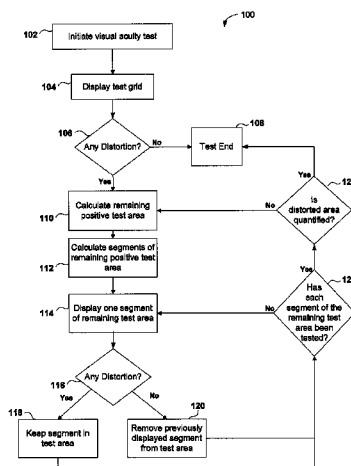 100
102
Initiate visual acuity test
104
Display test grid
106
Any Distortion?
No
108
Test End
Yes
Yes
12
Is
distorted area
quantified?
No
110
Calculate remaining
positive test area
112
Calculate segments of
remaining positive test
area
Yes
12
Has
each
segment of the
remaining test
area been
tested?
No
114
Display one segment
of remaining test area
116
Any Distortion?
Yes
No
118
Keep segment in
test area
120
Remove previously
displayed segment
from test area